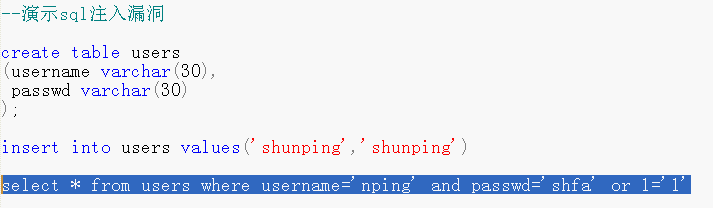 --演示sql注入漏洞
create table users
(username varchar(30),
passwd varchar(30)
);
insert into users values('shunping','shunping')
select * from users where username='nping' and passwd='shfa' or 1='1'